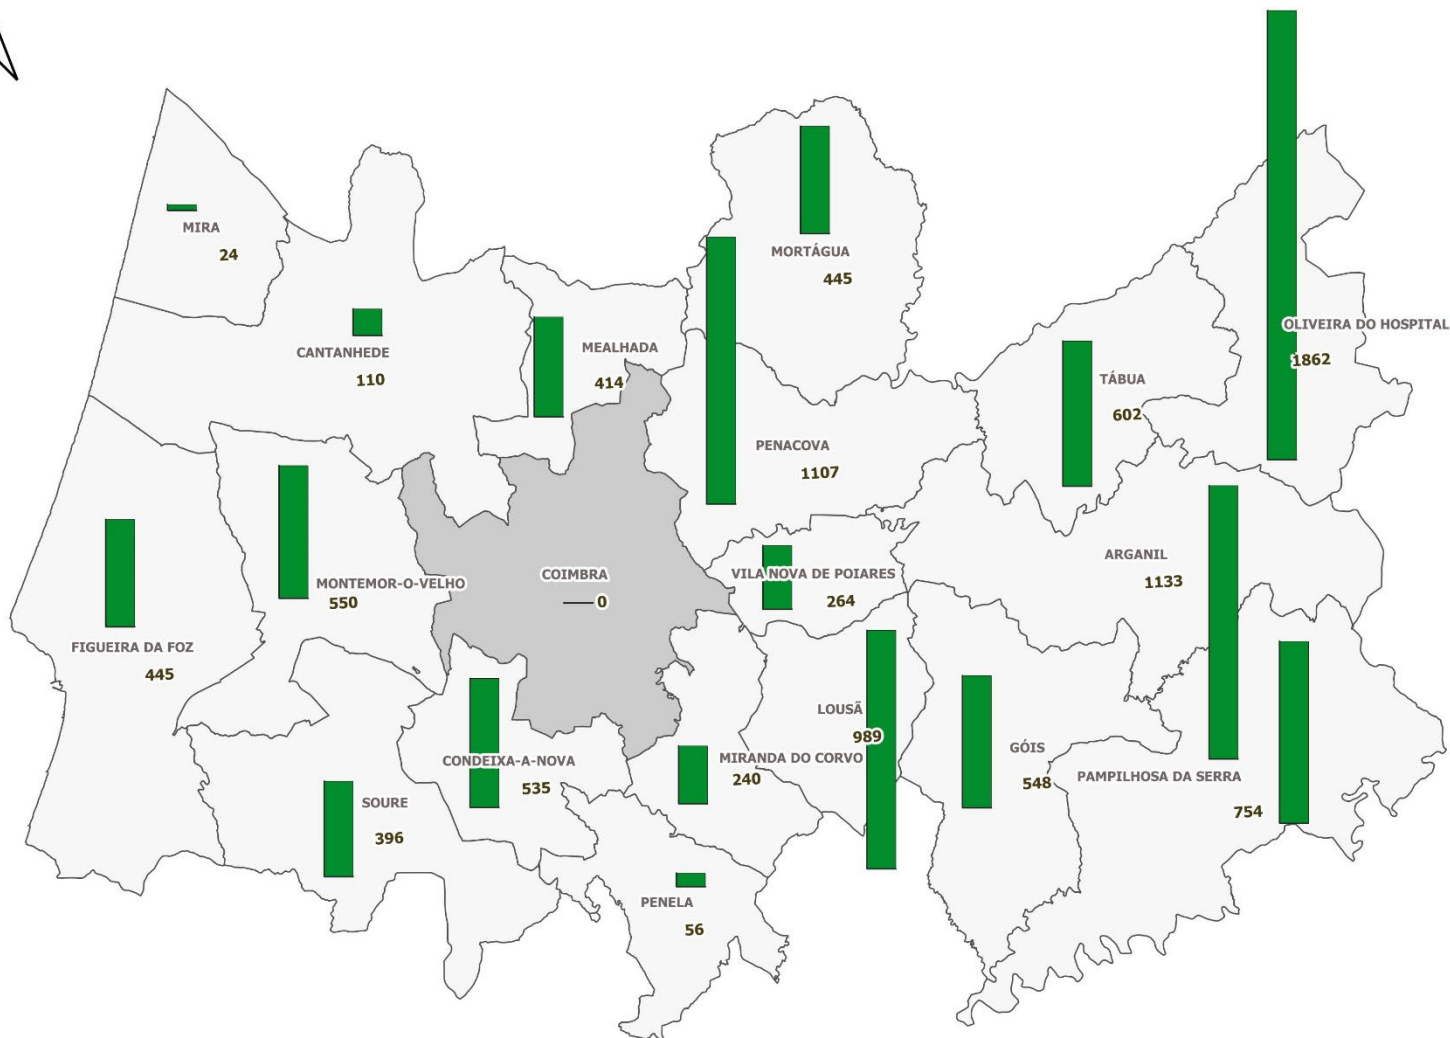 MIRA
24
CANTANHEDE
110
MEALHADA
414
MORTÁGUA
445
PENACOVA
1107
TÁBUA
602
OLIVEIRA DO HOSPITAL
1862
FIGUEIRA DA FOZ
445
MONTEMOR-O-VELHO
550
COIMBRA
0
VILA NOVA DE POIARES
264
ARGANIL
1133
SOURE
396
CONDEIXA-A-NOVA
535
MIRANDA DO CORVO
240
LOUSÃ
989
GÓIS
548
PAMPILHOSA DA SERRA
754
PENELA
56